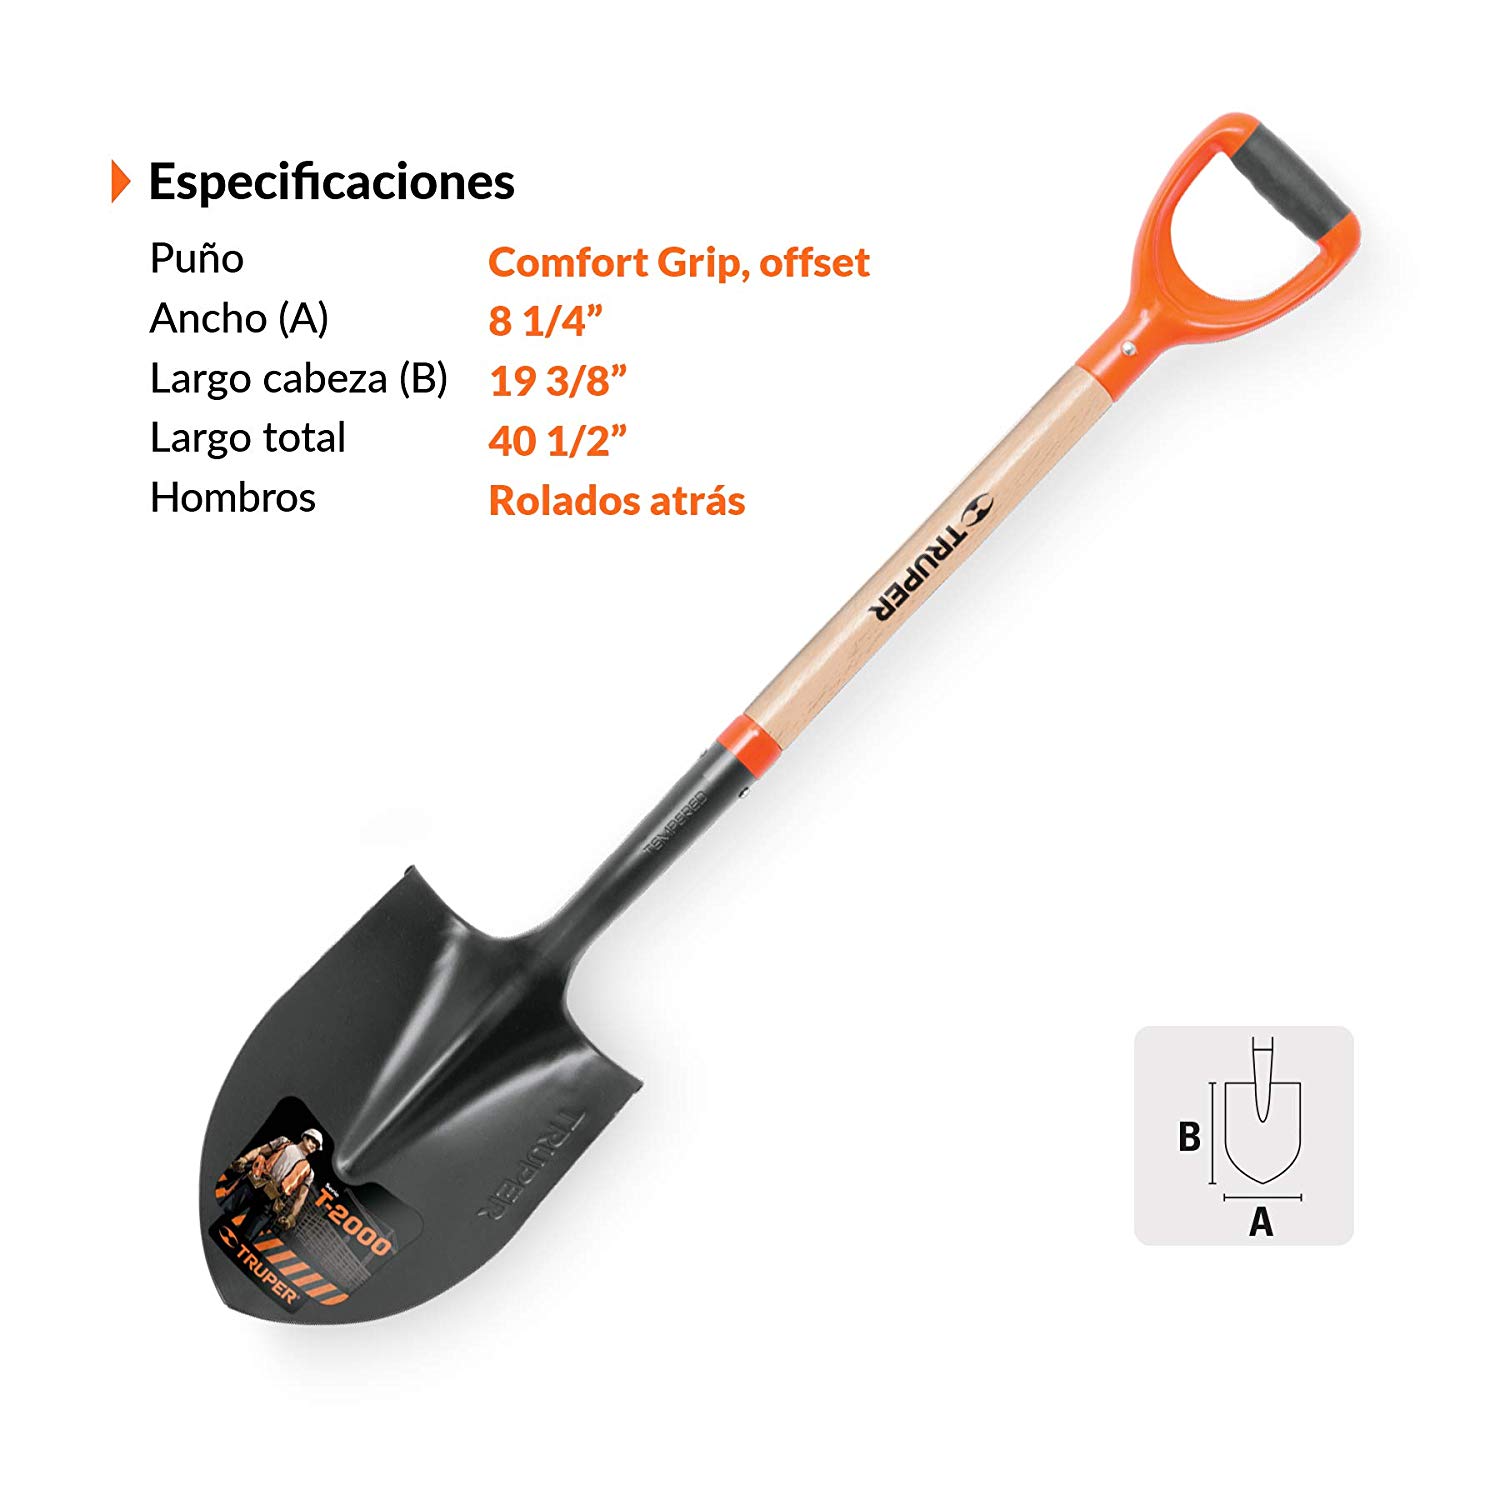 Especificaciones
Puño Comfort Grip, offset
Ancho (A) 8 1/4”
Largo cabeza (B) 19 3/8”
Largo total 40 1/2”
Hombros Rolados atrás
TRUPER
TEMPERED
TRUPER
T-2000
TRUPER
B
A